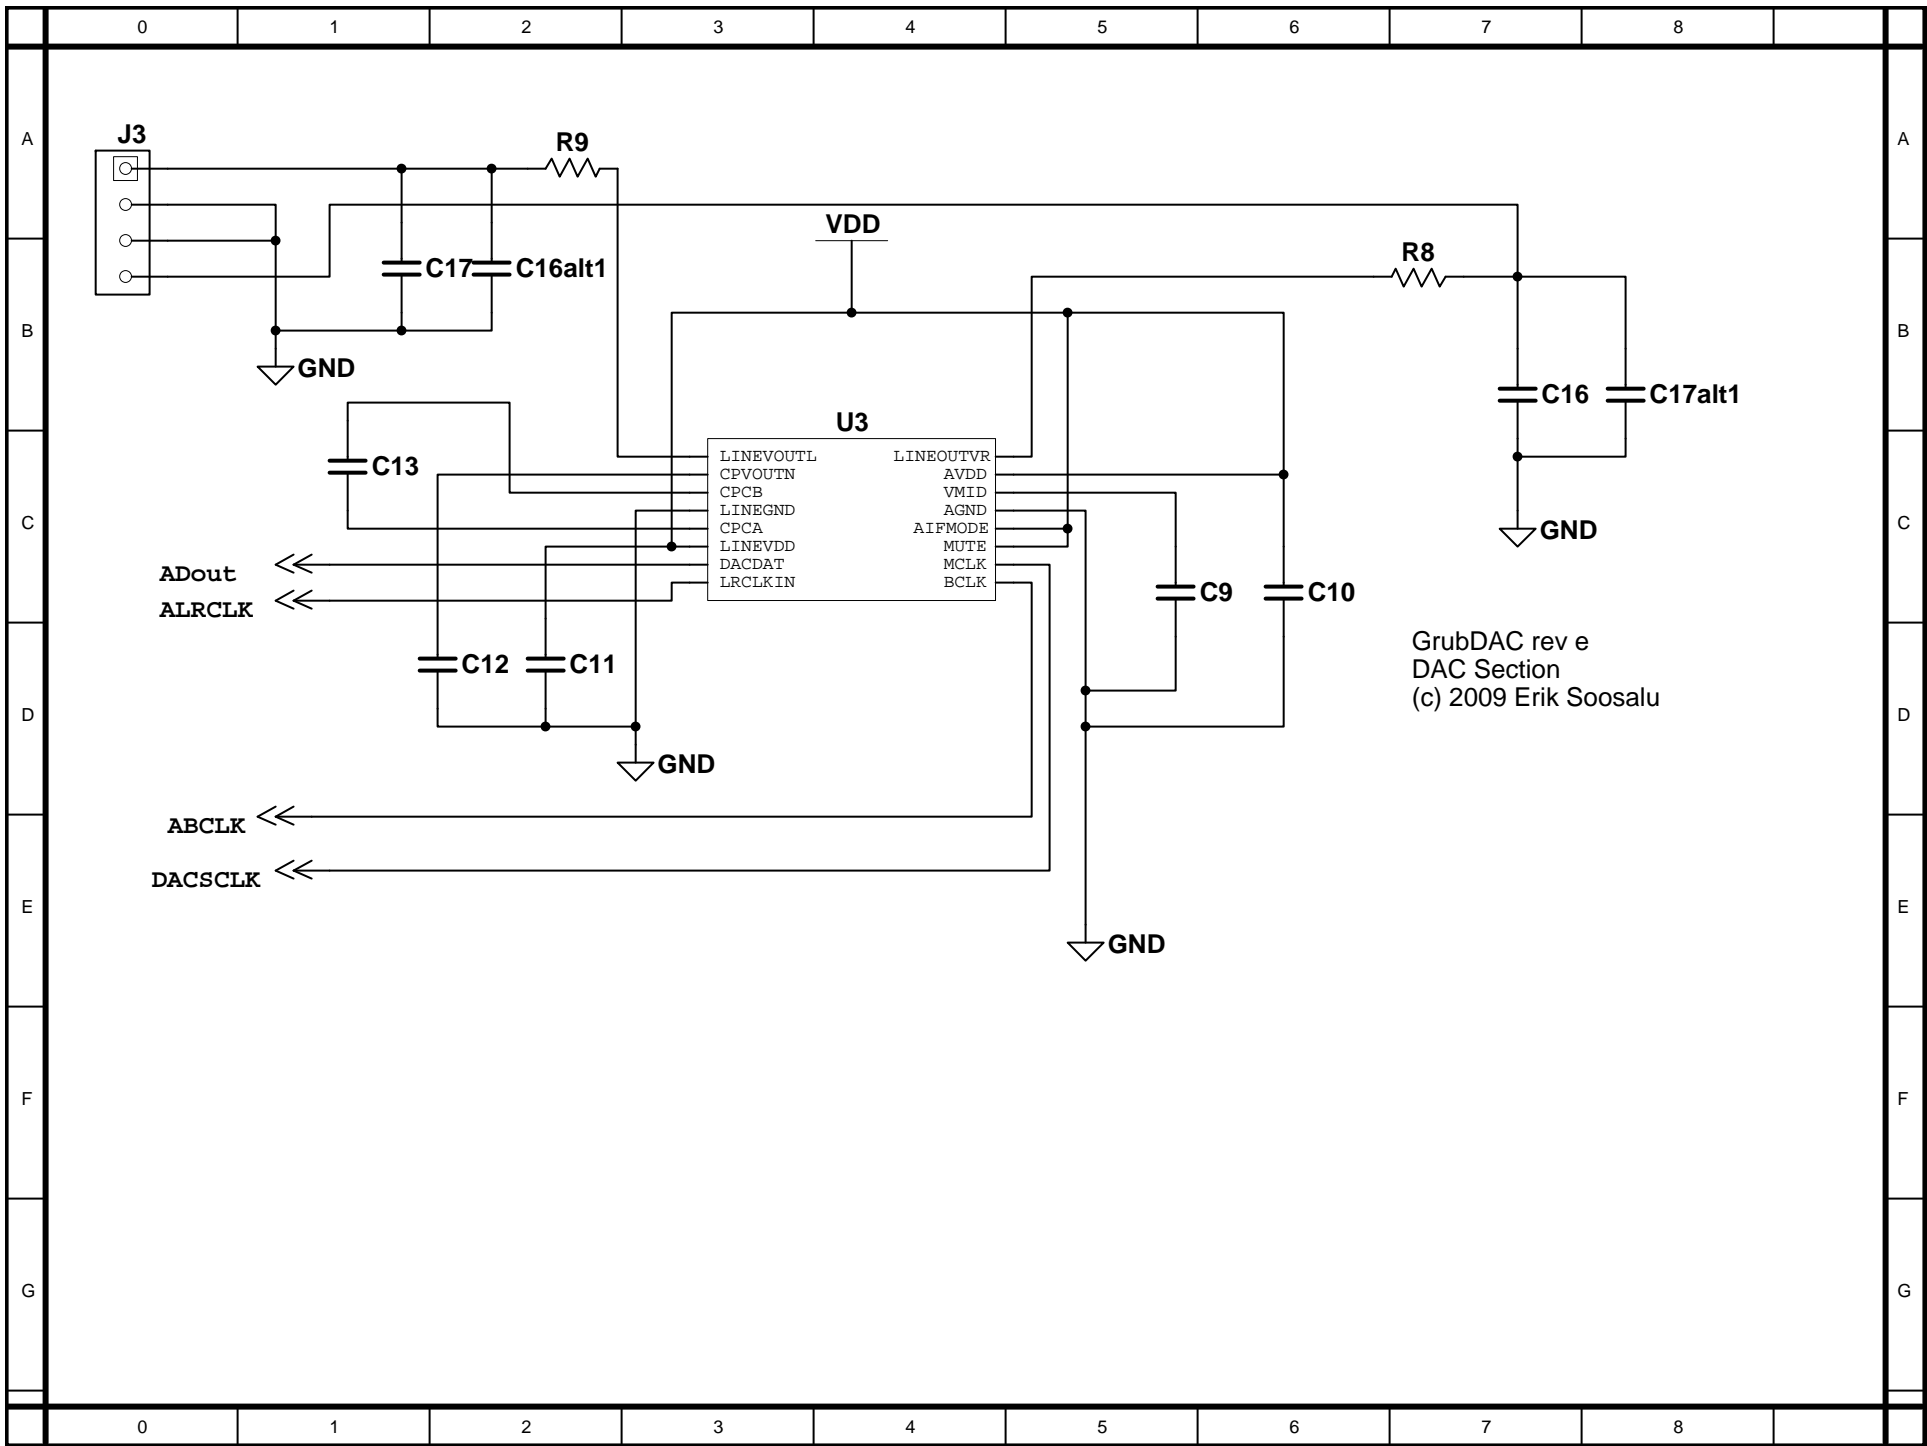 0 1 2 3 4 5 6 7 8
A A
J3
R9
VDD
R8
C17 C16alt1
B B
GND
C16 C17alt1
U3
C13
LINEVOUTL LINEOUTVR
CPVOUTN AVDD
CPCB VMID
LINEGND AGND
CPCA AIFMODE
LINEVDD MUTE
DACDAT MCLK
LRCLKIN BCLK
C C
GND
ADout
ALRCLK
C9 C10
C12 C11
GrubDAC rev e
DAC Section
(c) 2009 Erik Soosalu
D D
GND
ABCLK
DACSCLK
E E
GND
F F
G G
0 1 2 3 4 5 6 7 8